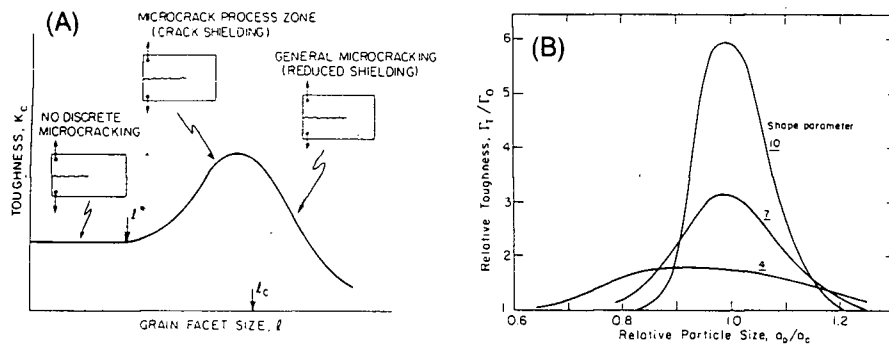 (A)
MICROCRACK PROCESS ZONE
(CRACK SHIELDING)
GENERAL MICROCRACKING
(REDUCED SHIELDING)
NO DISCRETE
MICROCRACKING
TOUGHNESS, Kc
l*
lc
GRAIN FACET SIZE, l
(B)
Relative Toughness, ΓT/Γo
6
5
4
3
2
1
Shape parameter
10
7
4
0.6
0.8
1.0
1.2
Relative Particle Size, ao/ac